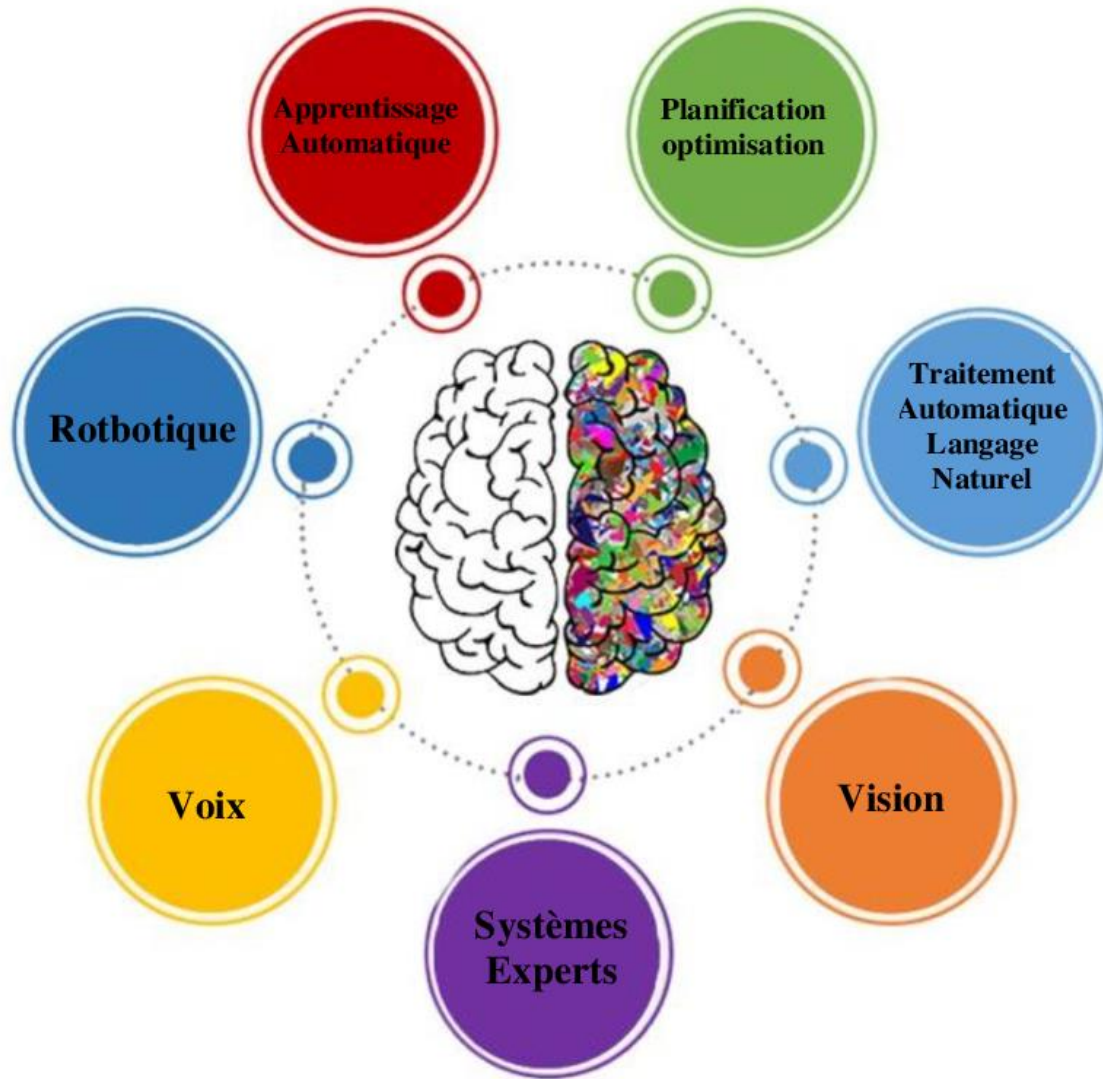 Apprentissage
Automatique
Planification
optimisation
Rotbotique
Traitement
Automatique
Langage
Naturel
Voix
Vision
Systèmes
Experts